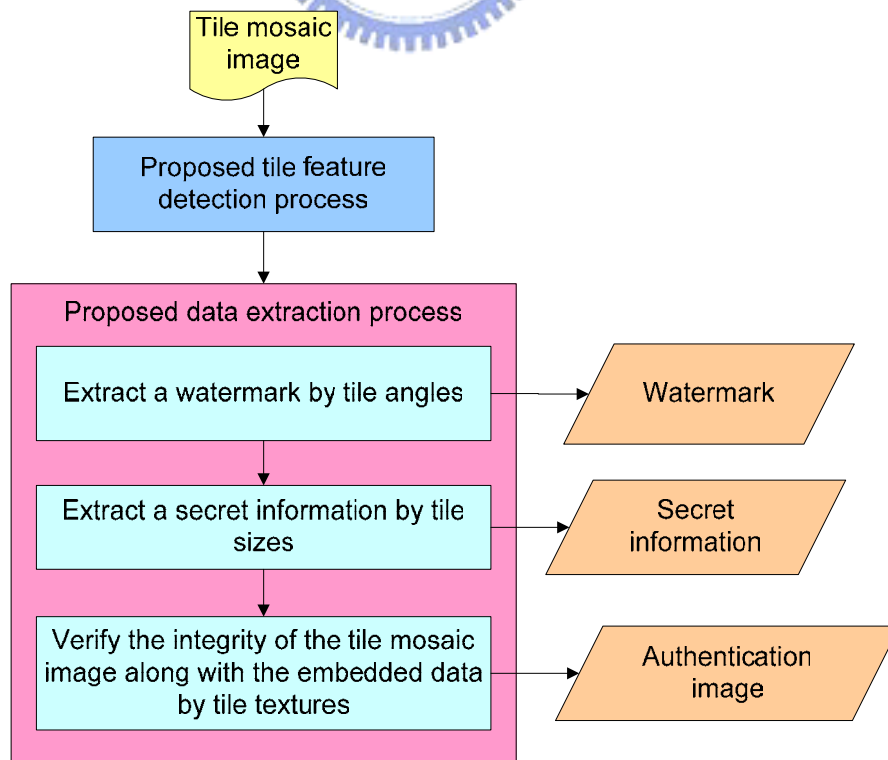 Tile mosaic
image
Proposed tile feature
detection process
Proposed data extraction process
Extract a watermark by tile angles
Watermark
Extract a secret information by tile
sizes
Secret
information
Verify the integrity of the tile mosaic
image along with the embedded data
by tile textures
Authentication
image